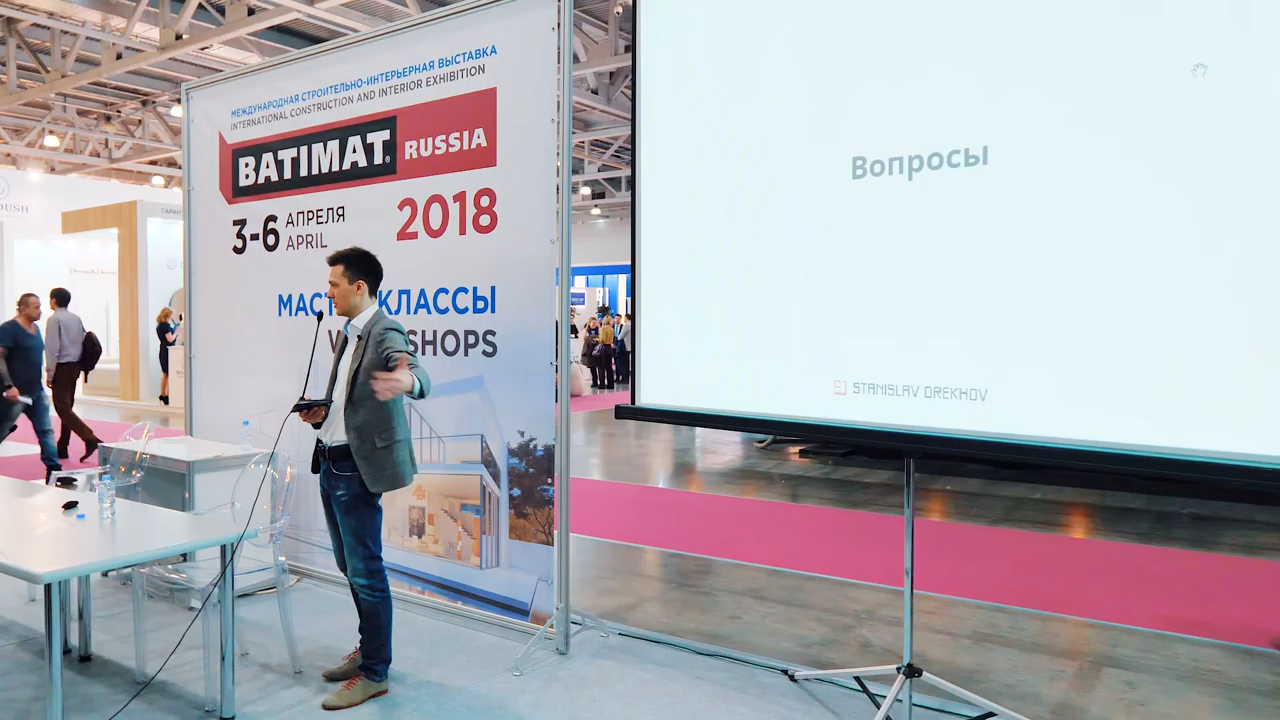 МЕЖДУНАРОДНАЯ СТРОИТЕЛЬНО-ИНТЕРЬЕРНАЯ ВЫСТАВКА
INTERNATIONAL CONSTRUCTION AND INTERIOR EXHIBITION
BATIMAT® RUSSIA
3-6 АПРЕЛЯ
APRIL
2018
КЛАССЫ
SHOPS
Вопросы
SO STANISLAV OREKHOV